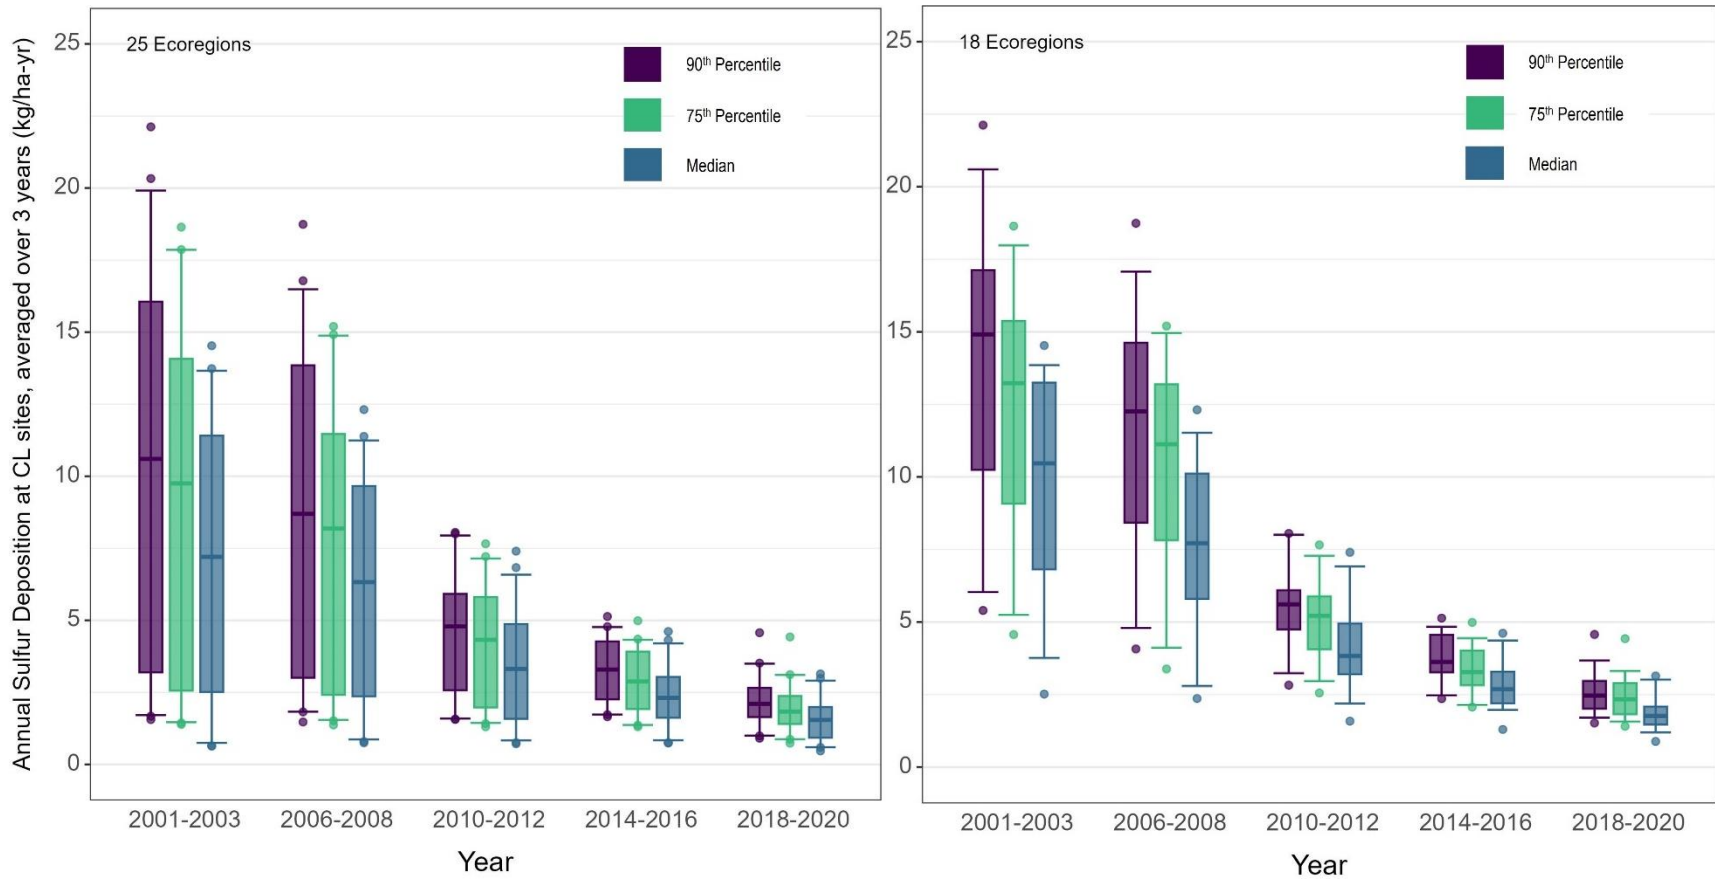 Annual Sulfur Deposition at CL sites, averaged over 3 years (kg/ha-yr)
25 Ecoregions
90th Percentile
75th Percentile
Median
25
20
15
10
5
0
2001-2003 2006-2008 2010-2012 2014-2016 2018-2020
Year
18 Ecoregions
90th Percentile
75th Percentile
Median
25
20
15
10
5
0
2001-2003 2006-2008 2010-2012 2014-2016 2018-2020
Year